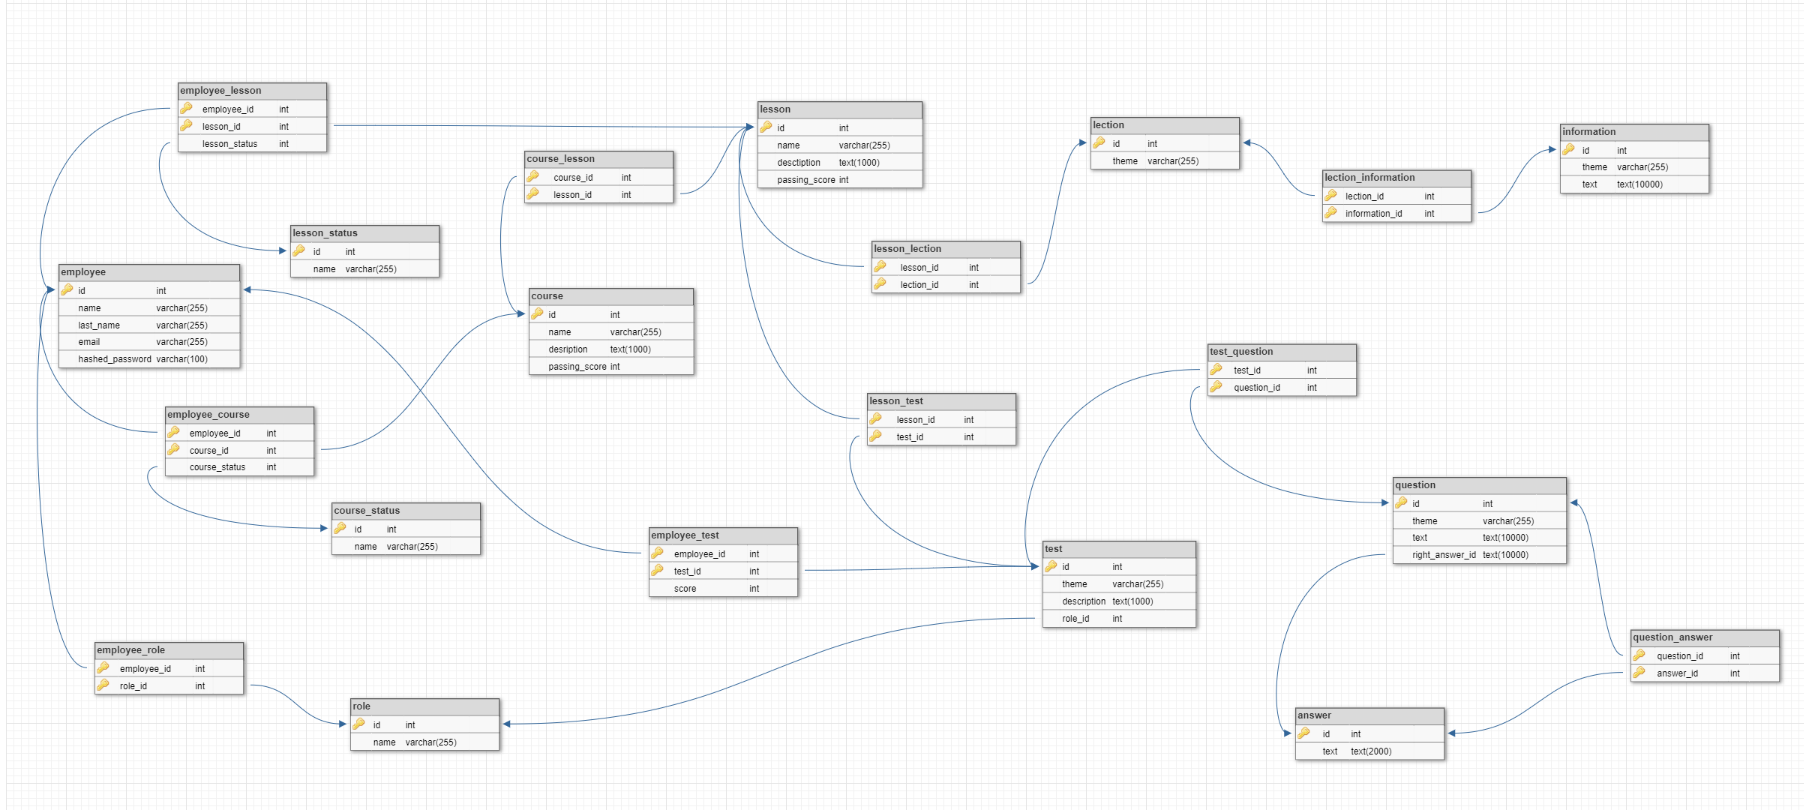 employee_lesson
employee_id int
lesson_id int
lesson_status int
lesson
id int
name varchar(255)
desctiption text(1000)
passing_score int
lection
id int
theme varchar(255)
information
id int
theme varchar(255)
text text(10000)
course_lesson
course_id int
lesson_id int
lection_information
lection_id int
information_id int
lesson_status
id int
name varchar(255)
lesson_lection
lesson_id int
lection_id int
employee
id int
name varchar(255)
last_name varchar(255)
email varchar(255)
hashed_password varchar(100)
course
id int
name varchar(255)
desription text(1000)
passing_score int
test_question
test_id int
question_id int
employee_course
employee_id int
course_id int
course_status int
lesson_test
lesson_id int
test_id int
question
id int
theme varchar(255)
text text(10000)
right_answer_id text(10000)
course_status
id int
name varchar(255)
employee_test
employee_id int
test_id int
score int
test
id int
theme varchar(255)
description text(1000)
role_id int
question_answer
question_id int
answer_id int
employee_role
employee_id int
role_id int
role
id int
name varchar(255)
answer
id int
text text(2000)